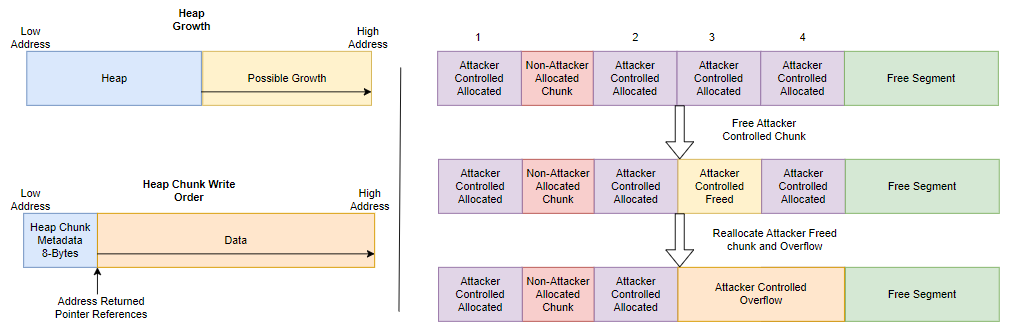 Heap
Growth
Low
Address
High
Address
Heap
Possible Growth
Heap Chunk Write
Order
Low
Address
High
Address
Heap Chunk
Metadata
8-Bytes
Data
Address Returned
Pointer References
1
2
3
4
Attacker
Controlled
Allocated
Non-Attacker
Allocated
Chunk
Attacker
Controlled
Allocated
Attacker
Controlled
Allocated
Attacker
Controlled
Allocated
Free Segment
Free Attacker
Controlled Chunk
Attacker
Controlled
Allocated
Non-Attacker
Allocated
Chunk
Attacker
Controlled
Allocated
Attacker
Controlled
Freed
Attacker
Controlled
Allocated
Free Segment
Reallocate Attacker Freed
chunk and Overflow
Attacker
Controlled
Allocated
Non-Attacker
Allocated
Chunk
Attacker
Controlled
Allocated
Attacker Controlled
Overflow
Free Segment